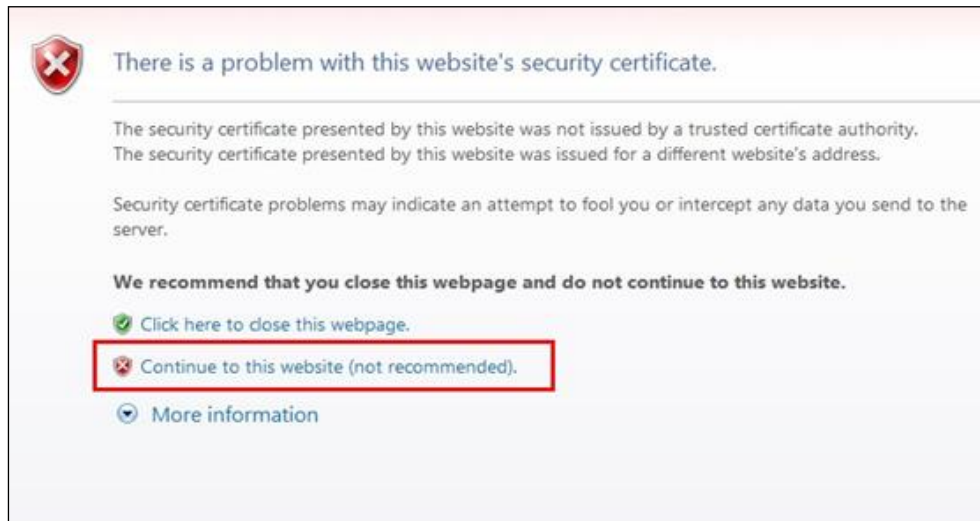 There is a problem with this website's security certificate.
The security certificate presented by this website was not issued by a trusted certificate authority.
The security certificate presented by this website was issued for a different website's address.
Security certificate problems may indicate an attempt to fool you or intercept any data you send to the
server.
We recommend that you close this webpage and do not continue to this website.
Click here to close this webpage.
Continue to this website (not recommended).
More information